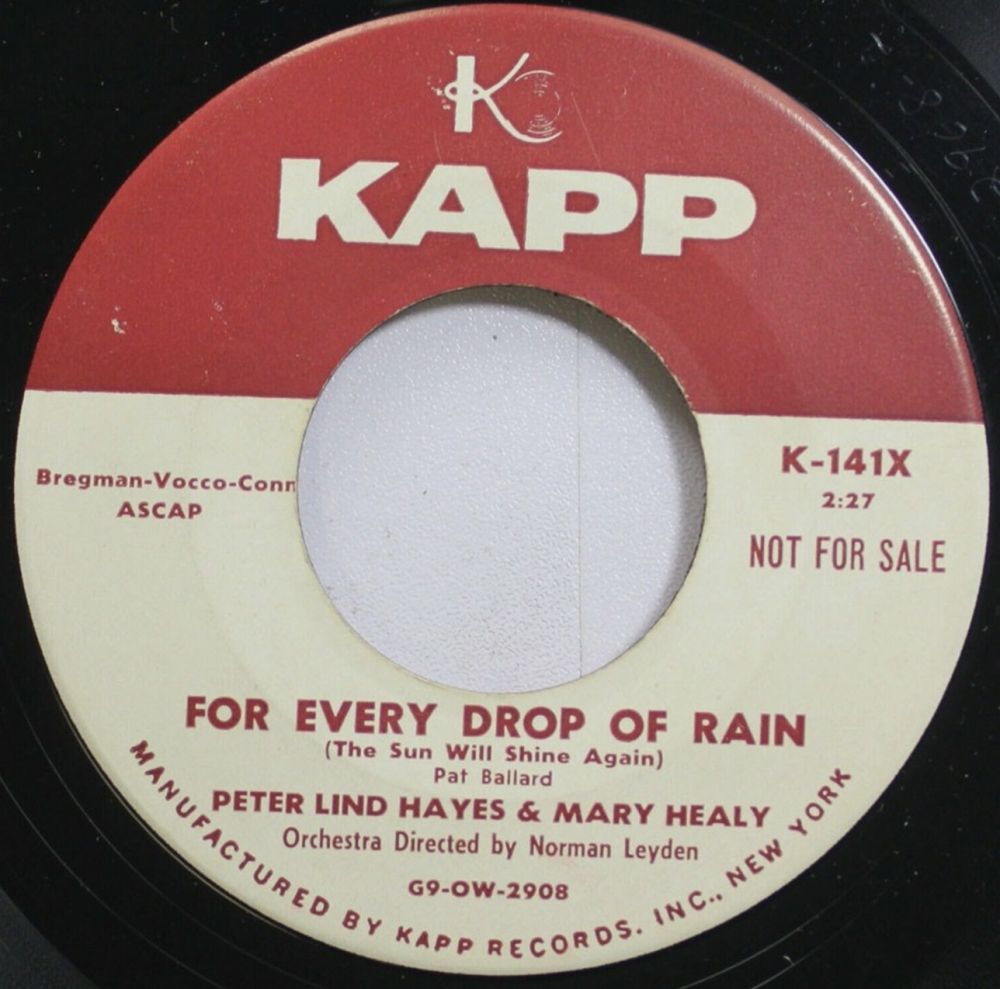 K
KAPP
Bregman-Vocco-Conn
ASCAP
K-141X
2:27
NOT FOR SALE
FOR EVERY DROP OF RAIN
(The Sun Will Shine Again)
Pat Ballard
PETER LIND HAYES & MARY HEALY
Orchestra Directed by Norman Leyden
G9-OW-2908
MANUFACTURED BY KAPP RECORDS. INC., NEW YORK